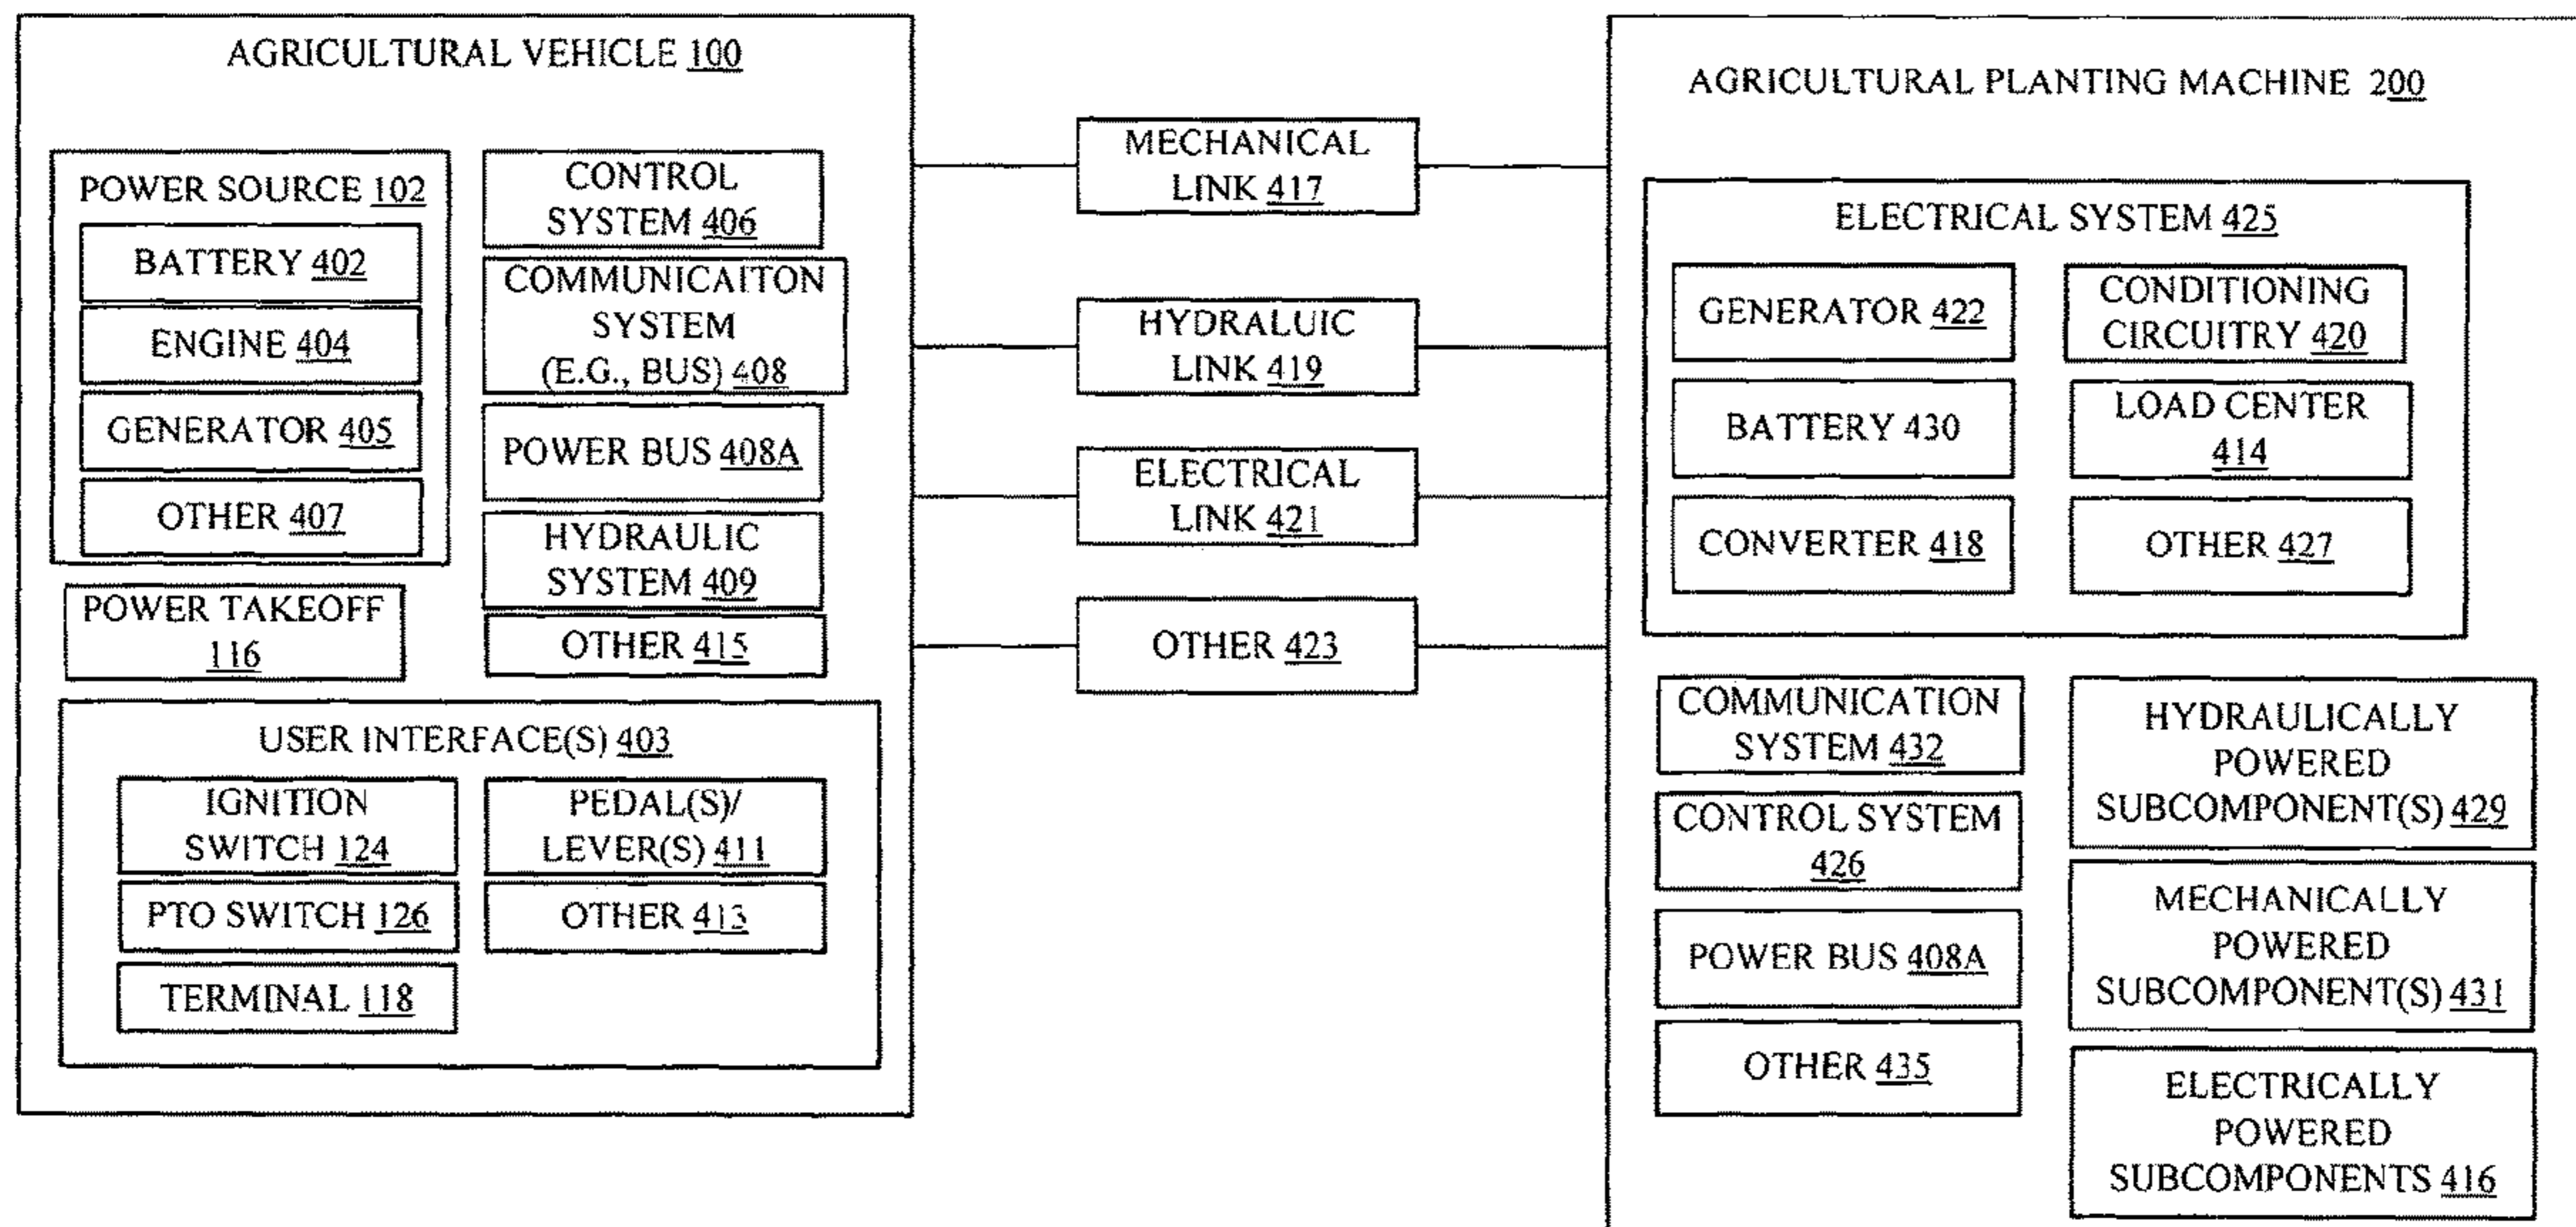 AGRICULTURAL VEHICLE 100
POWER SOURCE 102
BATTERY 402
ENGINE 404
GENERATOR 405
OTHER 407
POWER TAKEOFF
116
CONTROL
SYSTEM 406
COMMUNICAITON
SYSTEM
(E.G., BUS) 408
POWER BUS 408A
HYDRAULIC
SYSTEM 409
OTHER 415
USER INTERFACE(S) 403
IGNITION
SWITCH 124
PTO SWITCH 126
TERMINAL 118
PEDAL(S)/
LEVER(S) 411
OTHER 413
MECHANICAL
LINK 417
HYDRALUIC
LINK 419
ELECTRICAL
LINK 421
OTHER 423
AGRICULTURAL PLANTING MACHINE 200
ELECTRICAL SYSTEM 425
GENERATOR 422
BATTERY 430
CONVERTER 418
CONDITIONING
CIRCUITRY 420
LOAD CENTER
414
OTHER 427
COMMUNICATION
SYSTEM 432
CONTROL SYSTEM
426
POWER BUS 408A
OTHER 435
HYDRAULICALLY
POWERED
SUBCOMPONENT(S) 429
MECHANICALLY
POWERED
SUBCOMPONENT(S) 431
ELECTRICALLY
POWERED
SUBCOMPONENTS 416